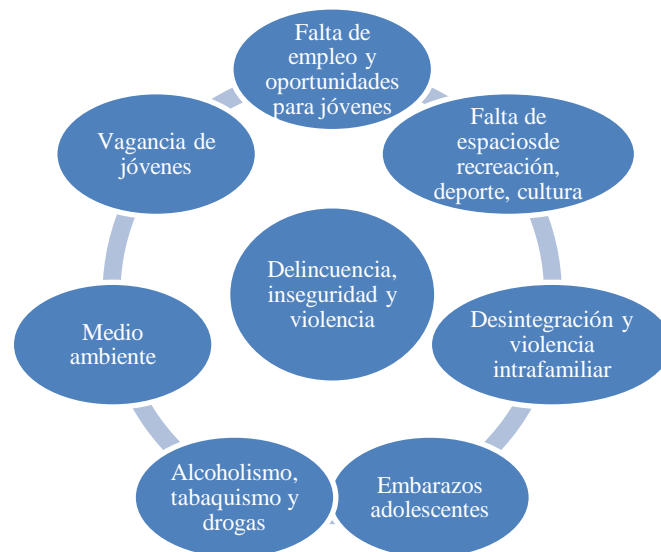 Falta de
empleo y
oportunidades
para jóvenes
Falta de
espaciosde
recreación,
deporte, cultura
Desintegración y
violencia
intrafamiliar
Embarazos
adolescentes
Alcoholismo,
tabaquismo y
drogas
Medio
ambiente
Vagancia de
jóvenes
Delincuencia,
inseguridad y
violencia